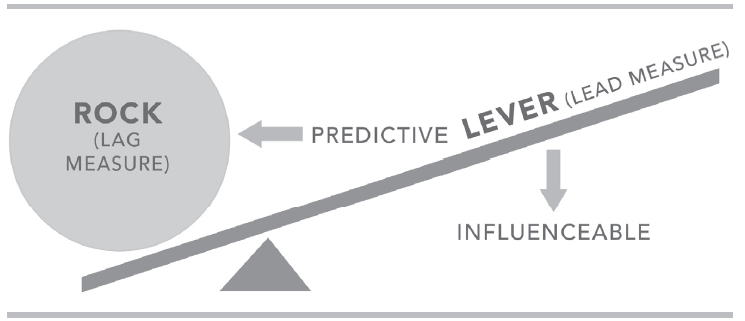 ROCK
(LAG
MEASURE)
PREDICTIVE
LEVER (LEAD MEASURE)
INFLUENCEABLE